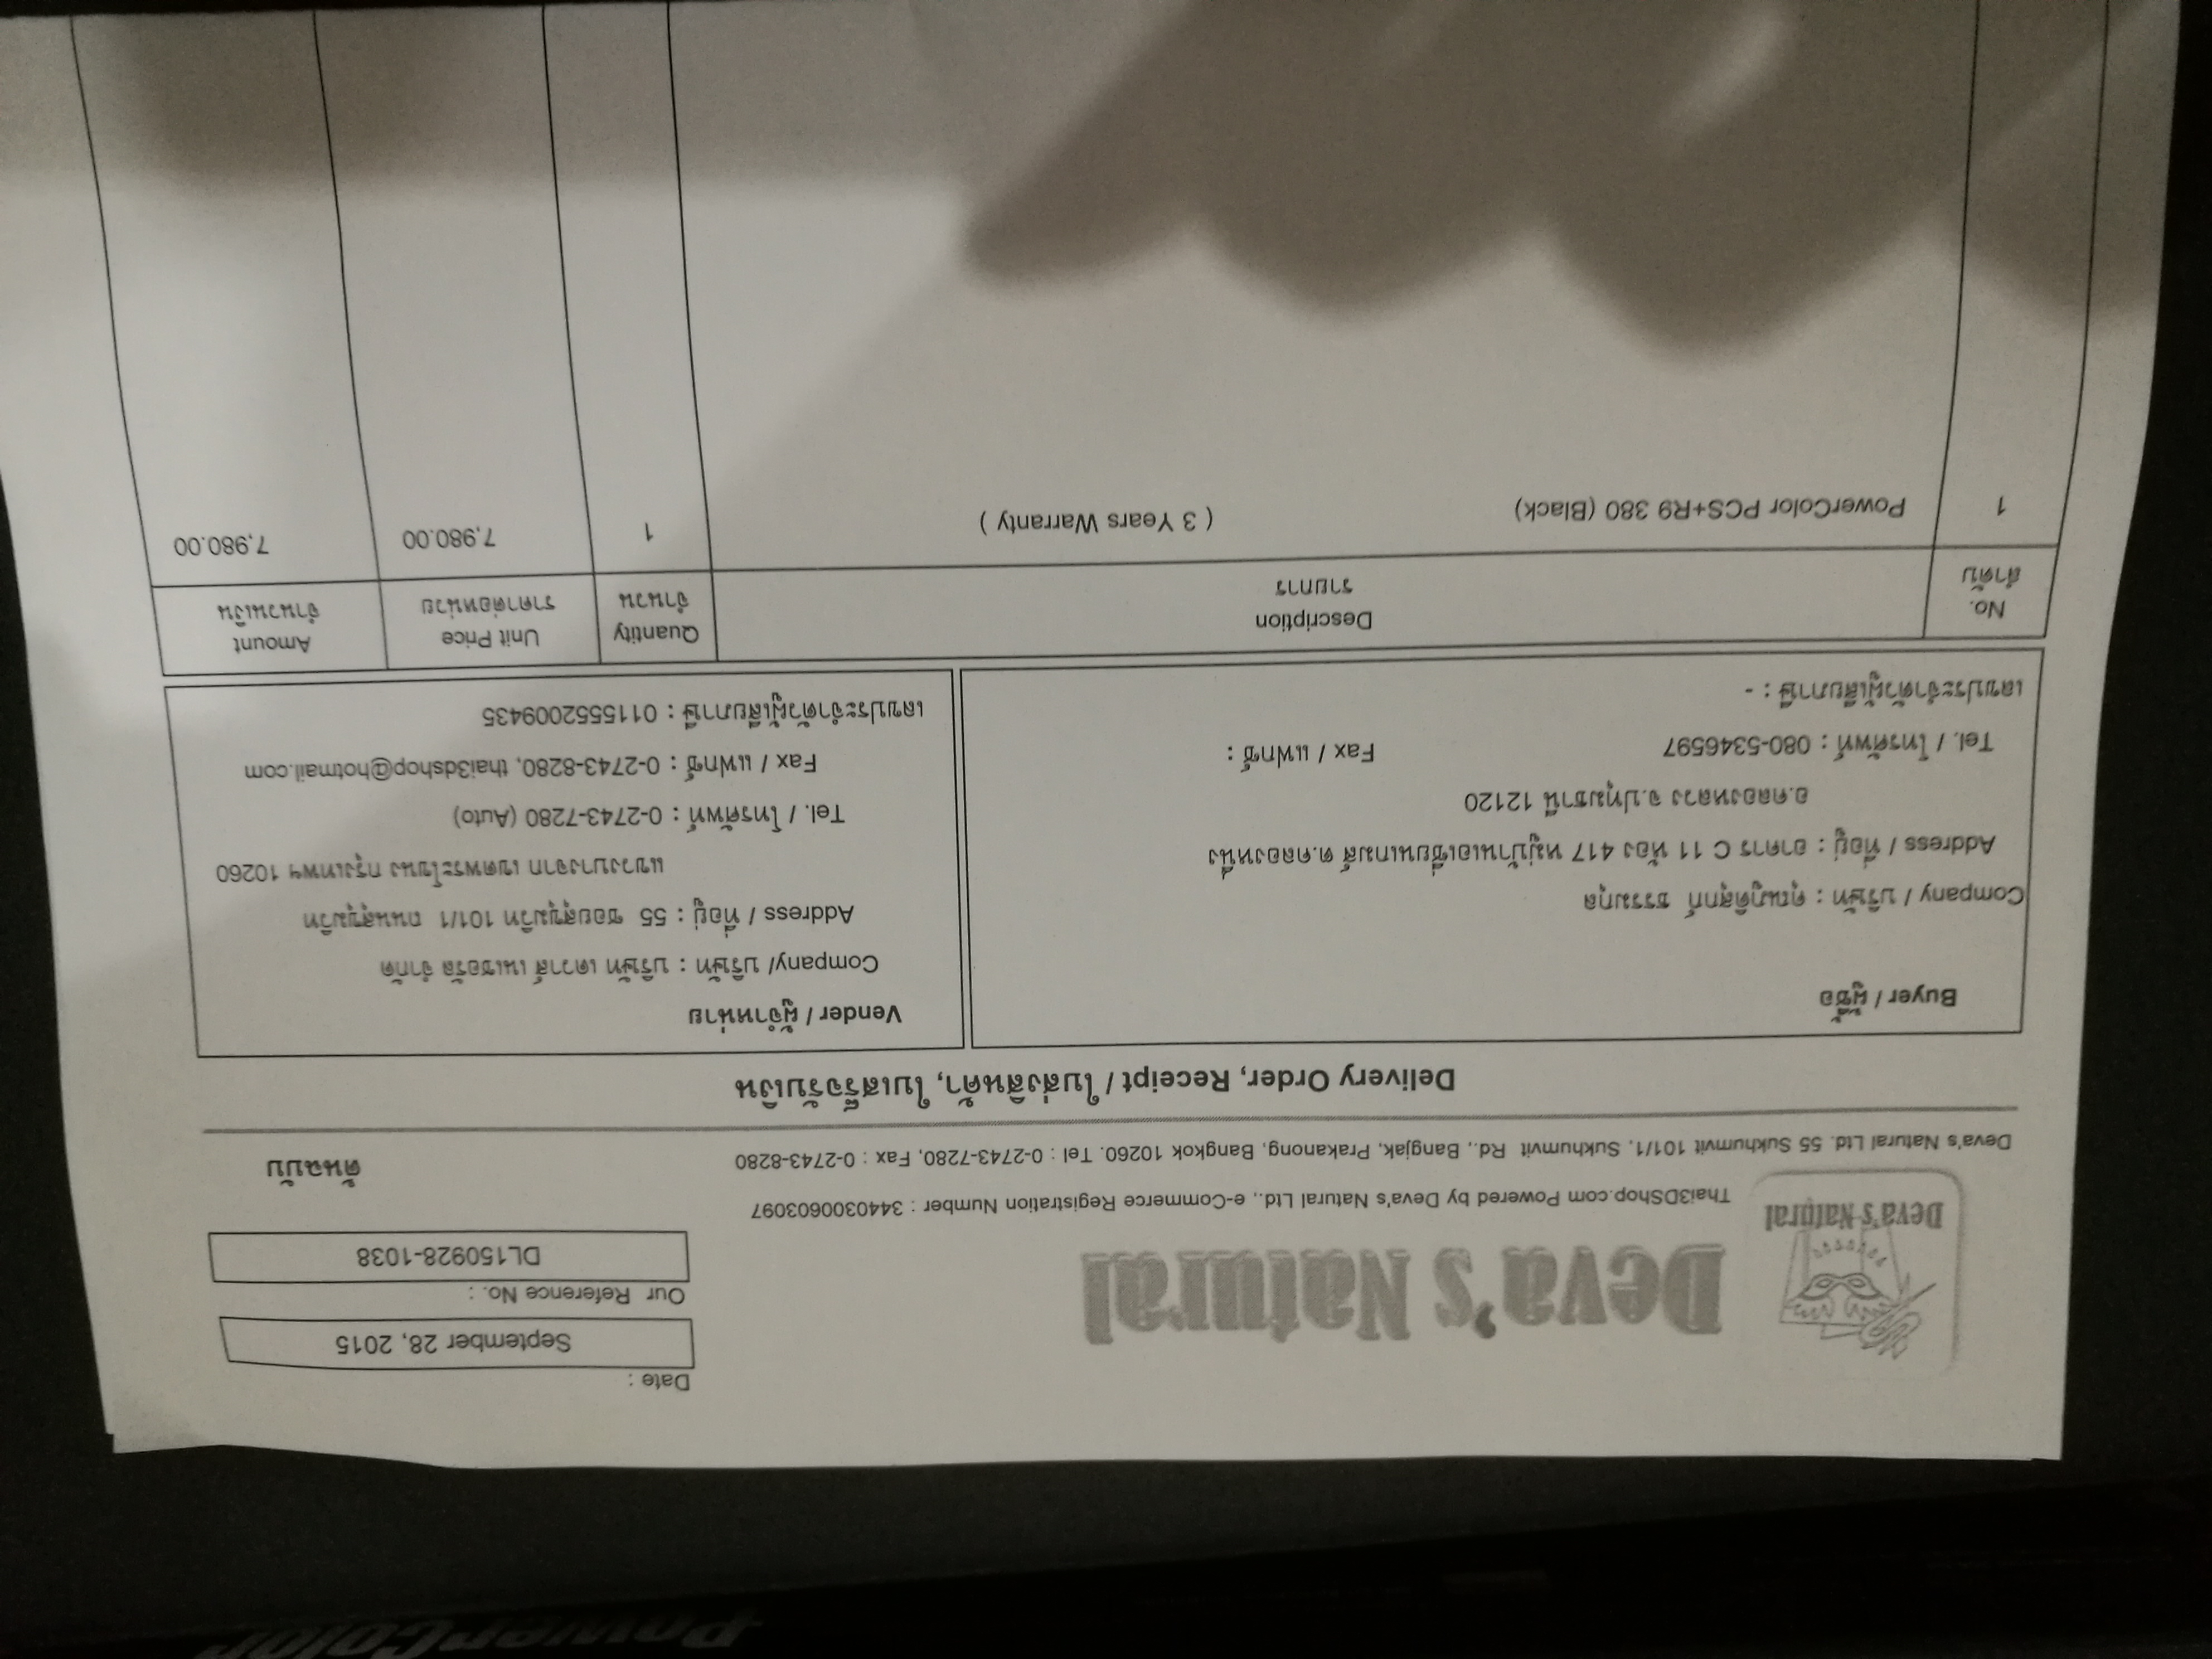 PowerColor
Date :
September 28, 2015
Our Reference No. :
DL150928-1038
Deva's Natural
Deva's Natural
Thai3DShop.com Powered by Deva's Natural Ltd., e-Commerce Registration Number : 3440300603097
ต้นฉบับ
Deva's Natural Ltd. 55 Sukhumvit 101/1, Sukhumvit Rd., Bangjak, Prakanong, Bangkok 10260. Tel : 0-2743-7280, Fax : 0-2743-8280
Delivery Order, Receipt / ใบส่งสินค้า, ใบเสร็จรับเงิน
Buyer / ผู้ซื้อ
Company / บริษัท : คุณภูดิสุกก์ ธรรมกุล
Address / ที่อยู่ : อาคาร C 11 ห้อง 417 หมู่บ้านเอเชี่ยนเกมส์ ต.คลองหนึ่ง
อ.คลองหลวง จ.ปทุมธานี 12120
Tel. / โทรศัพท์ : 080-5346597 Fax / แฟกซ์ :
เลขประจำตัวผู้เสียภาษี : -
Vender / ผู้จำหน่าย
Company/ บริษัท : บริษัท เดวาส์ เนเชอรัล จำกัด
Address / ที่อยู่ : 55 ซอยสุขุมวิท 101/1 ถนนสุขุมวิท
แขวงบางจาก เขตพระโขนง กรุงเทพฯ 10260
Tel. / โทรศัพท์ : 0-2743-7280 (Auto)
Fax / แฟกซ์ : 0-2743-8280, thai3dshop@hotmail.com
เลขประจำตัวผู้เสียภาษี : 0115552009435
No. Description Quantity Unit Price Amount
ลำดับ รายการ จำนวน ราคาต่อหน่วย จำนวนเงิน
1 PowerColor PCS+R9 380 (Black) ( 3 Years Warranty ) 1 7,980.00 7,980.00